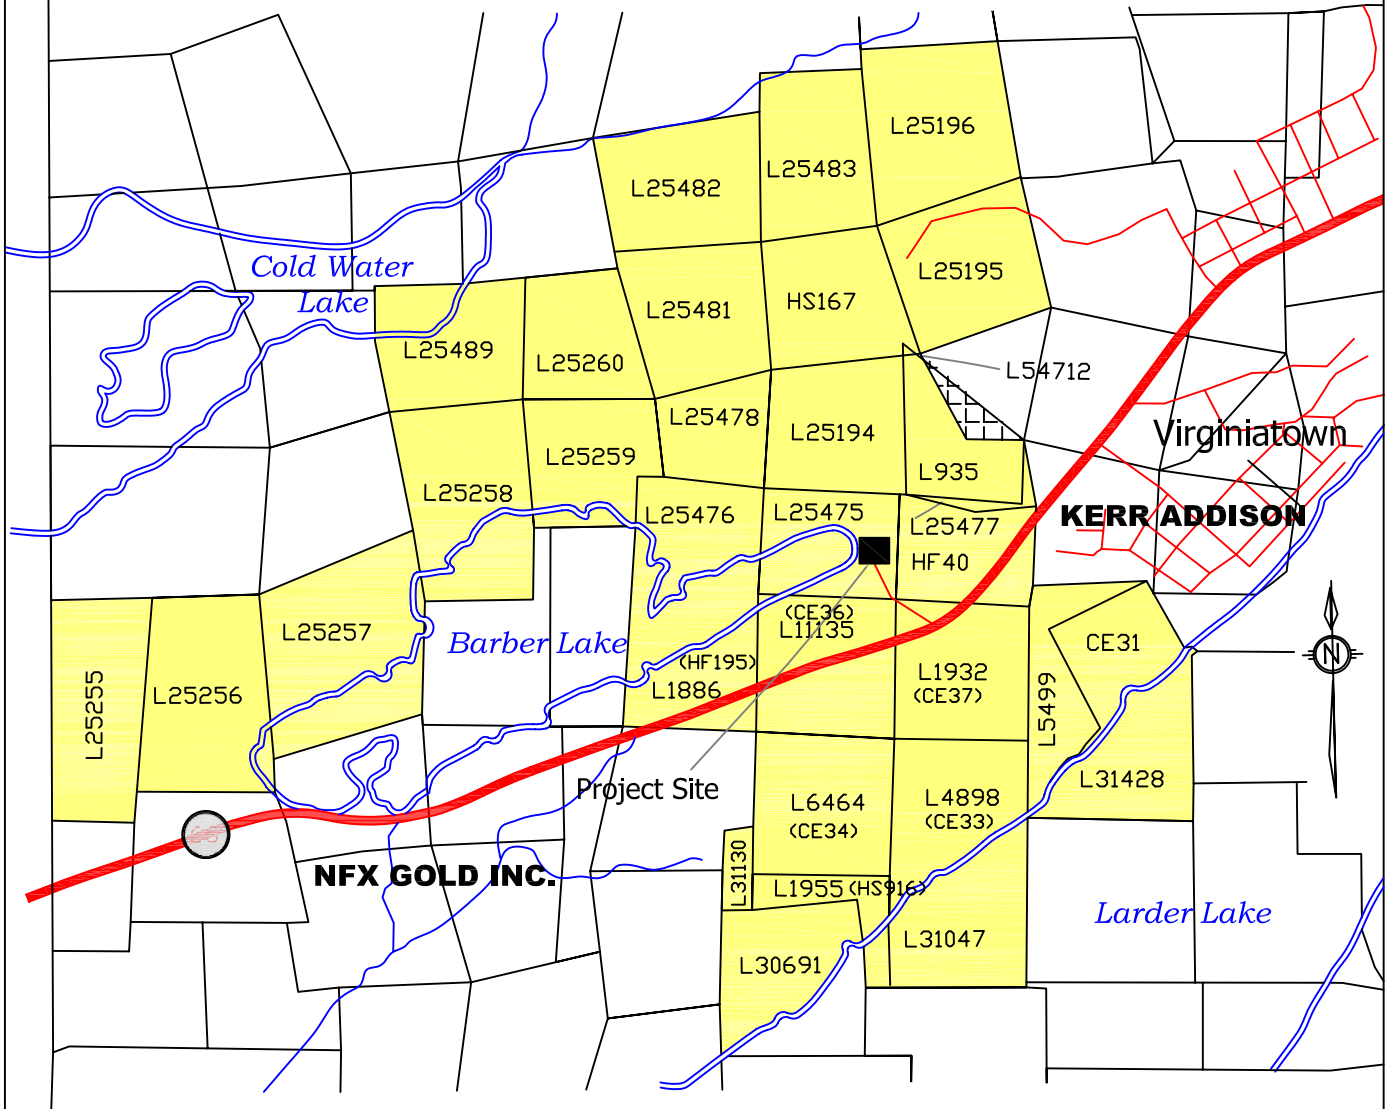 L25196
L25483
L25482
Cold Water
Lake
L25195
HS167
L25481
L25489
L25260
L54712
L25478
L25194
Virginiatown
L25259
L935
L25258
L25476
L25475
L25477
KERR ADDISON
HF40
(CE36)
L11135
L25257
Barber Lake
CE31
N
(HF195)
L1886
L1932
(CE37)
L25255
L25256
L5499
Project Site
L31428
L6464
(CE34)
L4898
(CE33)
NFX GOLD INC.
L31130
L1955 (HS916)
Larder Lake
L31047
L30691